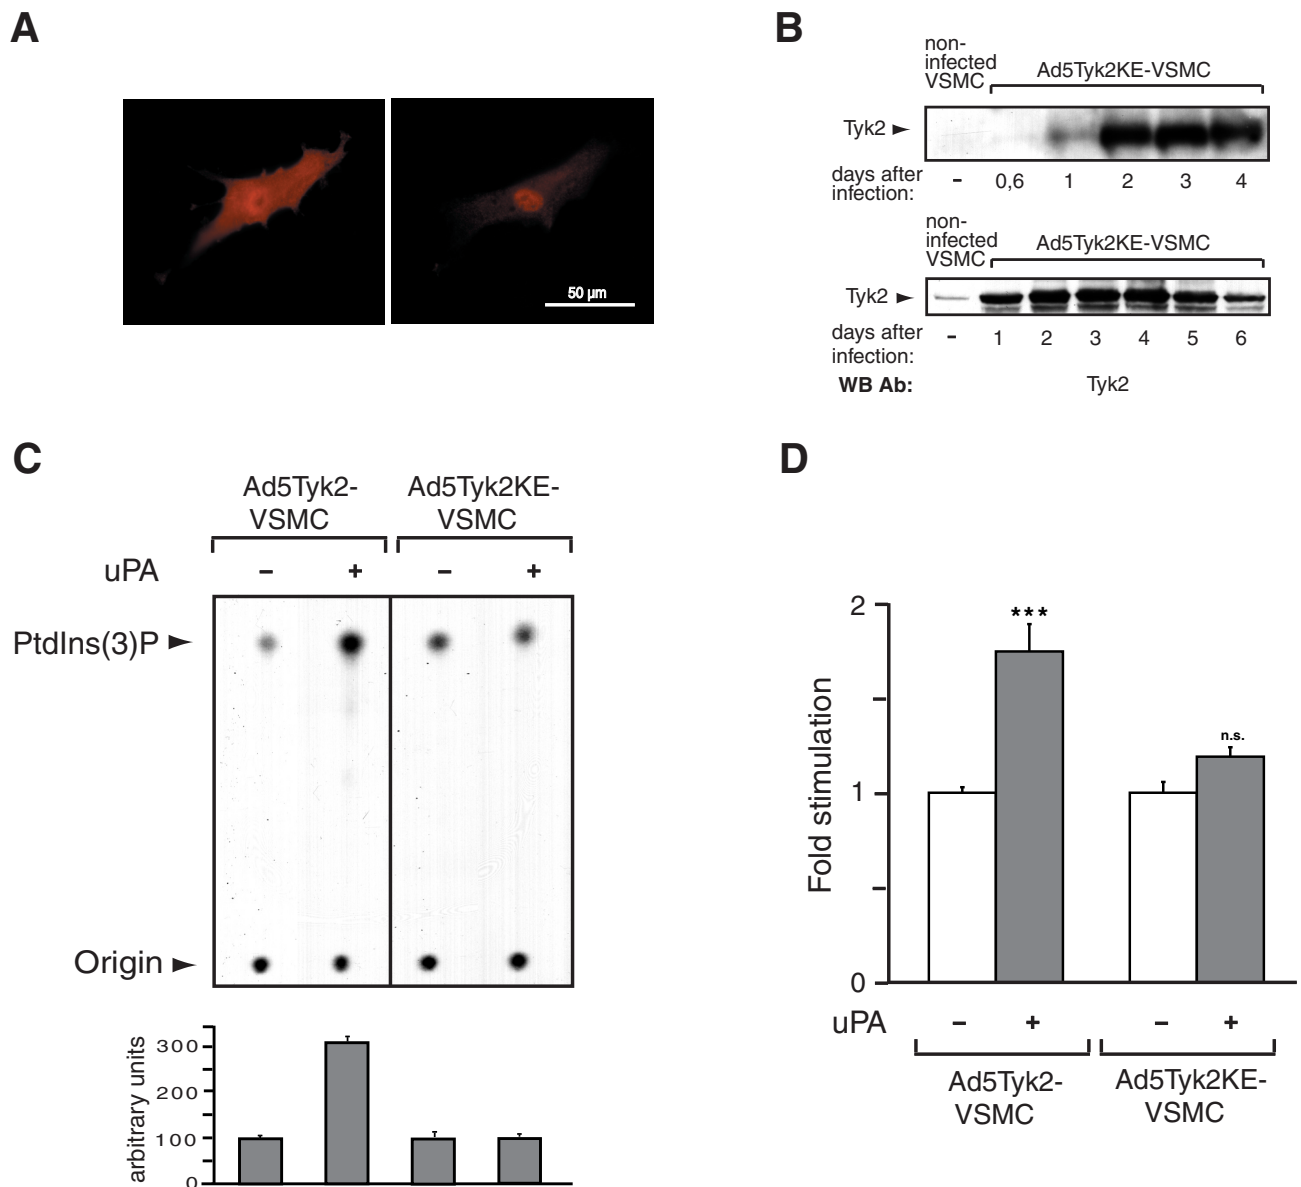 A
50 µm
B
non-
infected
VSMC
Ad5Tyk2KE-VSMC
Tyk2
days after
infection:
- 0,6 1 2 3 4
non-
infected
VSMC
Ad5Tyk2KE-VSMC
Tyk2
days after
infection:
- 1 2 3 4 5 6
WB Ab: Tyk2
C
Ad5Tyk2-
VSMC
Ad5Tyk2KE-
VSMC
uPA - + - +
PtdIns(3)P
Origin
arbitrary units
300
200
100
0
D
Fold stimulation
2
1
0
***
n.s.
uPA - + - +
Ad5Tyk2-
VSMC
Ad5Tyk2KE-
VSMC